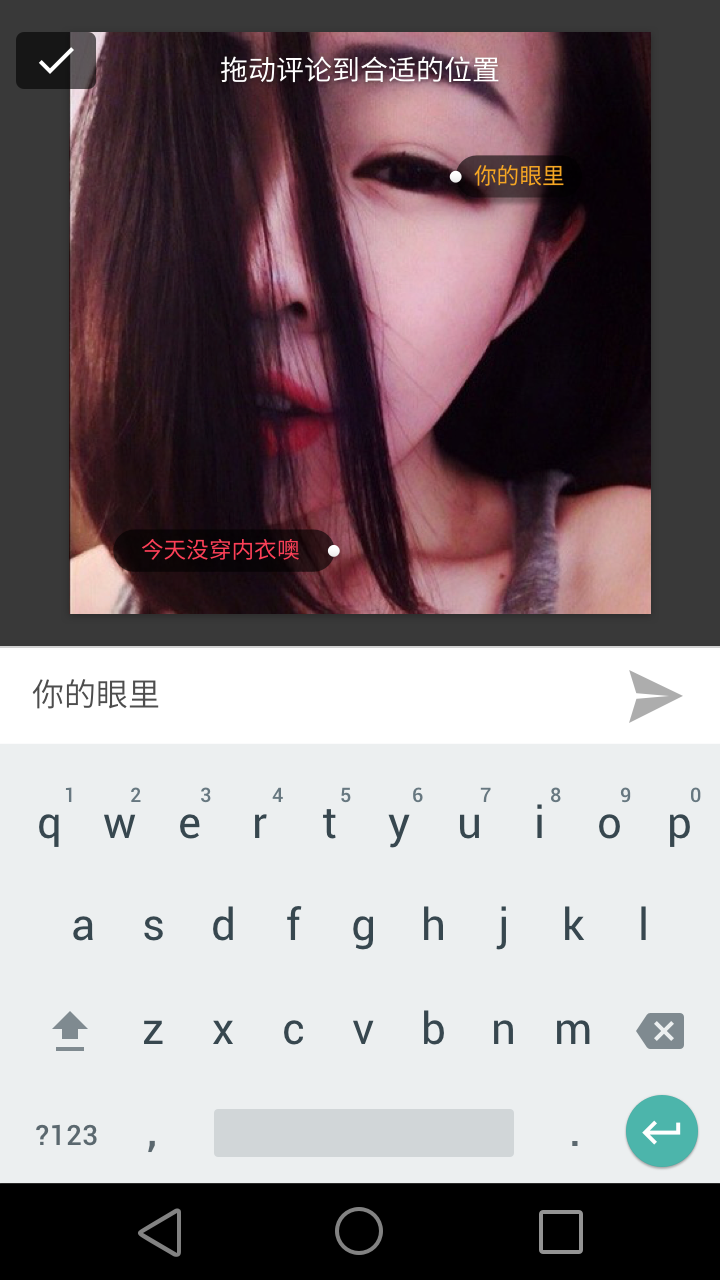 拖动评论到合适的位置
你的眼里
今天没穿内衣噢
你的眼里
1 2 3 4 5 6 7 8 9 0
q w e r t y u i o p
a s d f g h j k l
z x c v b n m
?123 , .